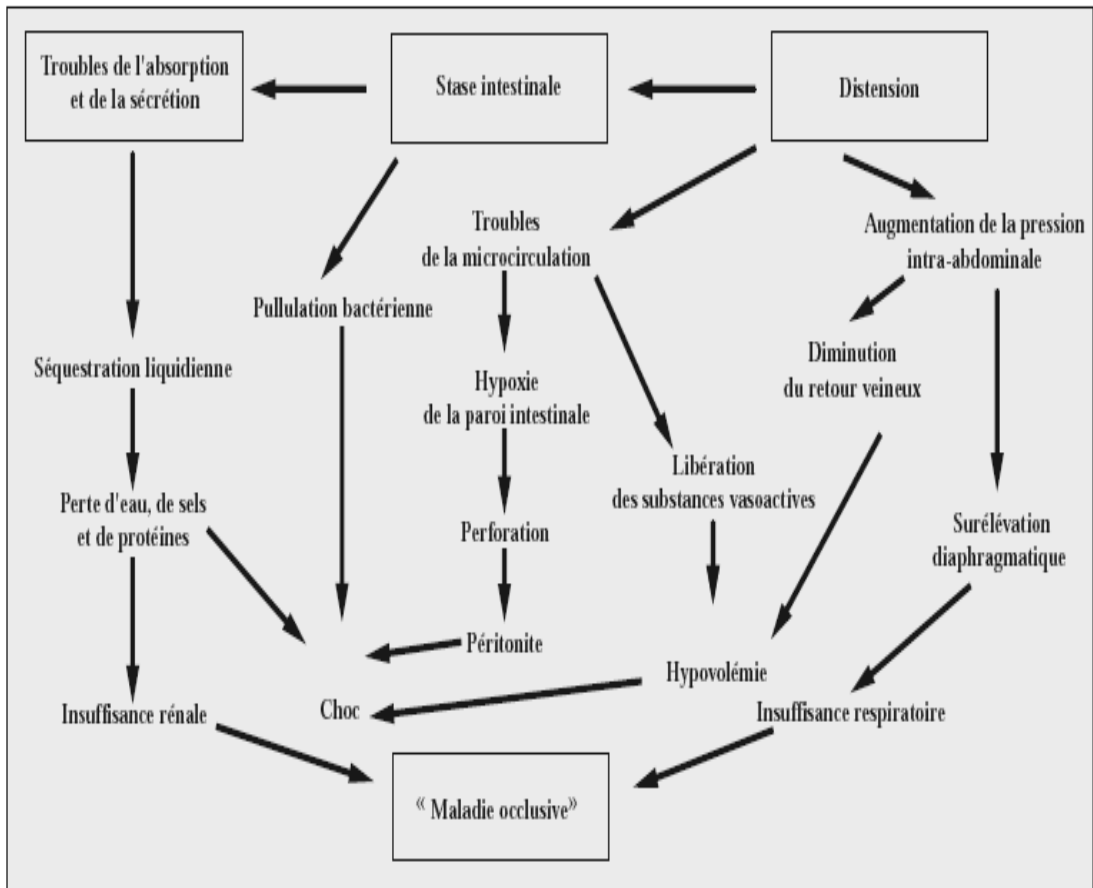 Troubles de l'absorption
et de la sécrétion
Stase intestinale
Distension
Troubles
de la microcirculation
Augmentation de la pression
intra-abdominale
Pullulation bactérienne
Séquestration liquidienne
Hypoxie
de la paroi intestinale
Diminution
du retour veineux
Libération
des substances vasoactives
Perte d'eau, de sels
et de protéines
Perforation
Surélévation
diaphragmatique
Péritonite
Hypovolémie
Insuffisance rénale
Choc
Insuffisance respiratoire
« Maladie occlusive»